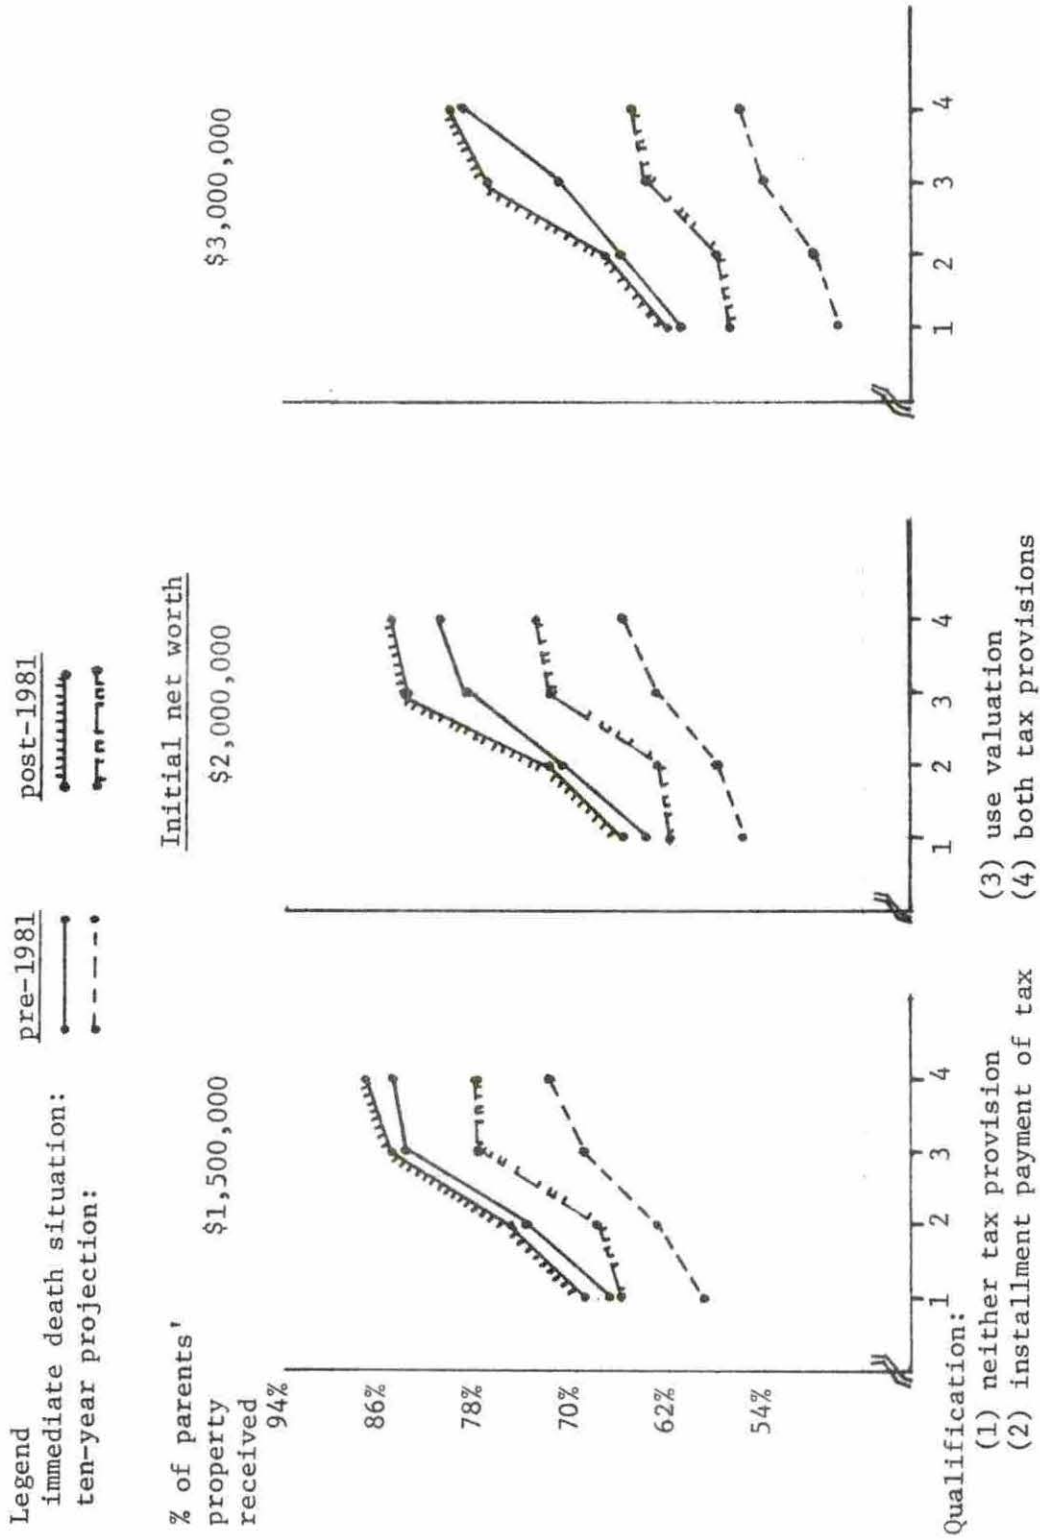 Legend pre-1981 post-1981
immediate death situation:
ten-year projection:
% of parents'
property
received
Initial net worth
$1,500,000 $2,000,000 $3,000,000
94%
86%
78%
70%
62%
54%
1 2 3 4 1 2 3 4 1 2 3 4
Qualification:
(1) neither tax provision
(2) installment payment of tax
(3) use valuation
(4) both tax provisions